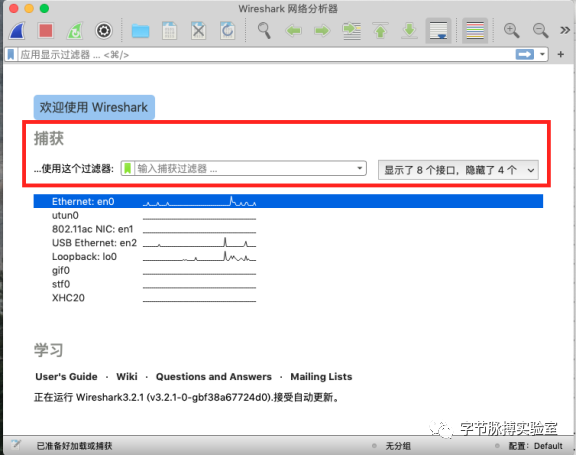 Wireshark 网络分析器
应用显示过滤器 … <⌘/>
欢迎使用 Wireshark
捕获
…使用这个过滤器: 输入捕获过滤器 … 显示了 8 个接口，隐藏了 4 个
Ethernet: en0
utun0
802.11ac NIC: en1
USB Ethernet: en2
Loopback: lo0
gif0
stf0
XHC20
学习
User's Guide · Wiki · Questions and Answers · Mailing Lists
正在运行 Wireshark3.2.1 (v3.2.1-0-gbf38a67724d0).接受自动更新。
字节脉搏实验室
已准备好加载或捕获 无分组 配置: Default